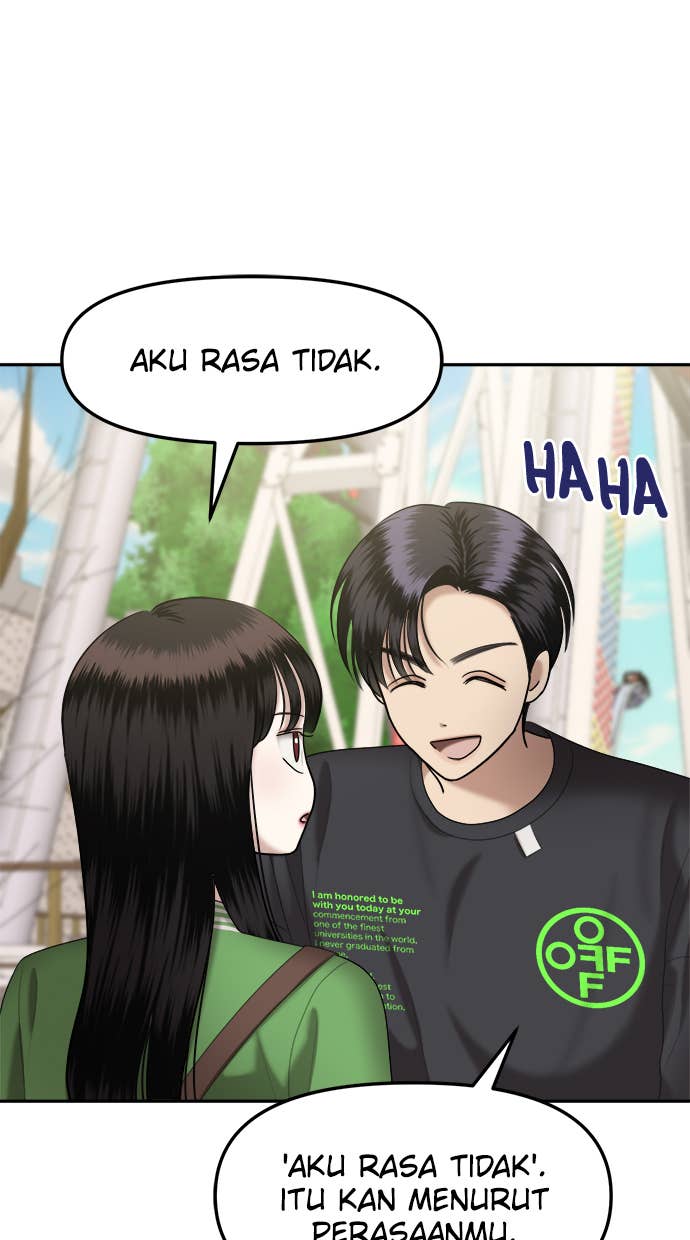 AKU RASA TIDAK.
HAHA
I am honored to be
with you today at your
commencement from
one of the finest
universities in the world.
I never graduated from
OFF
OFF
'AKU RASA TIDAK'.
ITU KAN MENURUT
PERASAANMU.